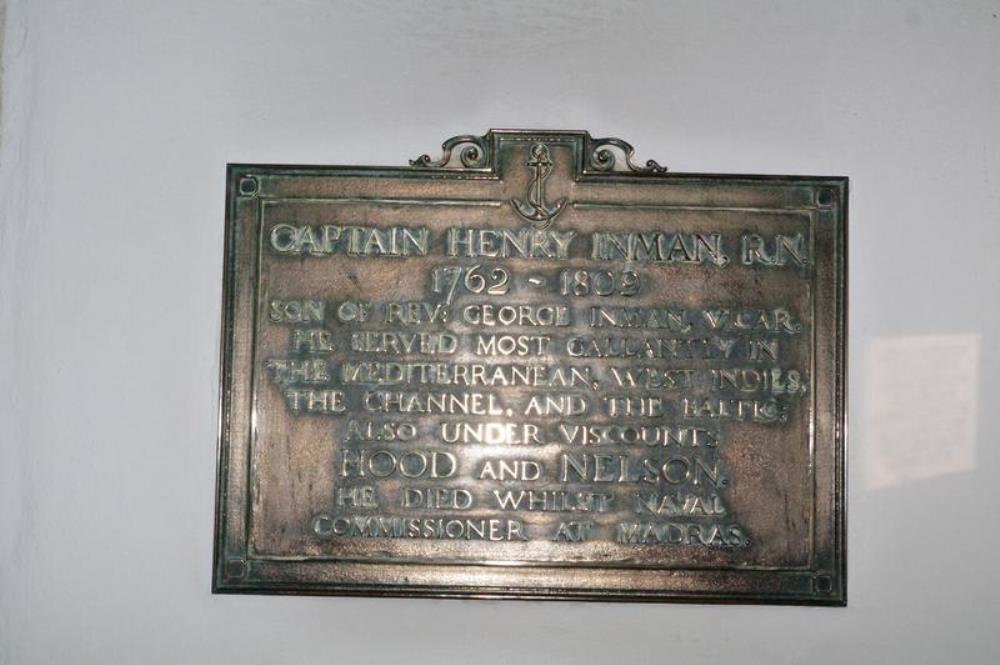 CAPTAIN HENRY INMAN, R.N.
1762 - 1809
SON OF REV: GEORGE INMAN, VICAR.
HE SERVED MOST GALLANTLY IN
THE MEDITERRANEAN, WEST INDIES,
THE CHANNEL, AND THE BALTIC;
ALSO UNDER VISCOUNTS
HOOD AND NELSON.
HE DIED WHILST NAVAL
COMMISSIONER AT MADRAS.